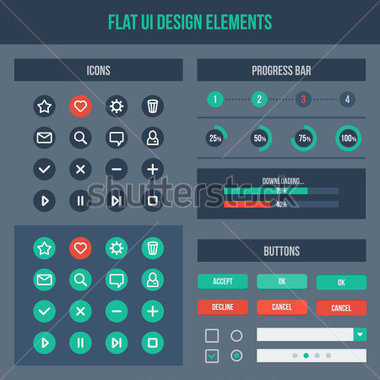 FLAT UI DESIGN ELEMENTS
ICONS
PROGRESS BAR
1 2 3 4
25% 50% 75% 100%
DOWNLOADING...
75%
40%
BUTTONS
ACCEPT OK OK
DECLINE CANCEL CANCEL
shutterstock